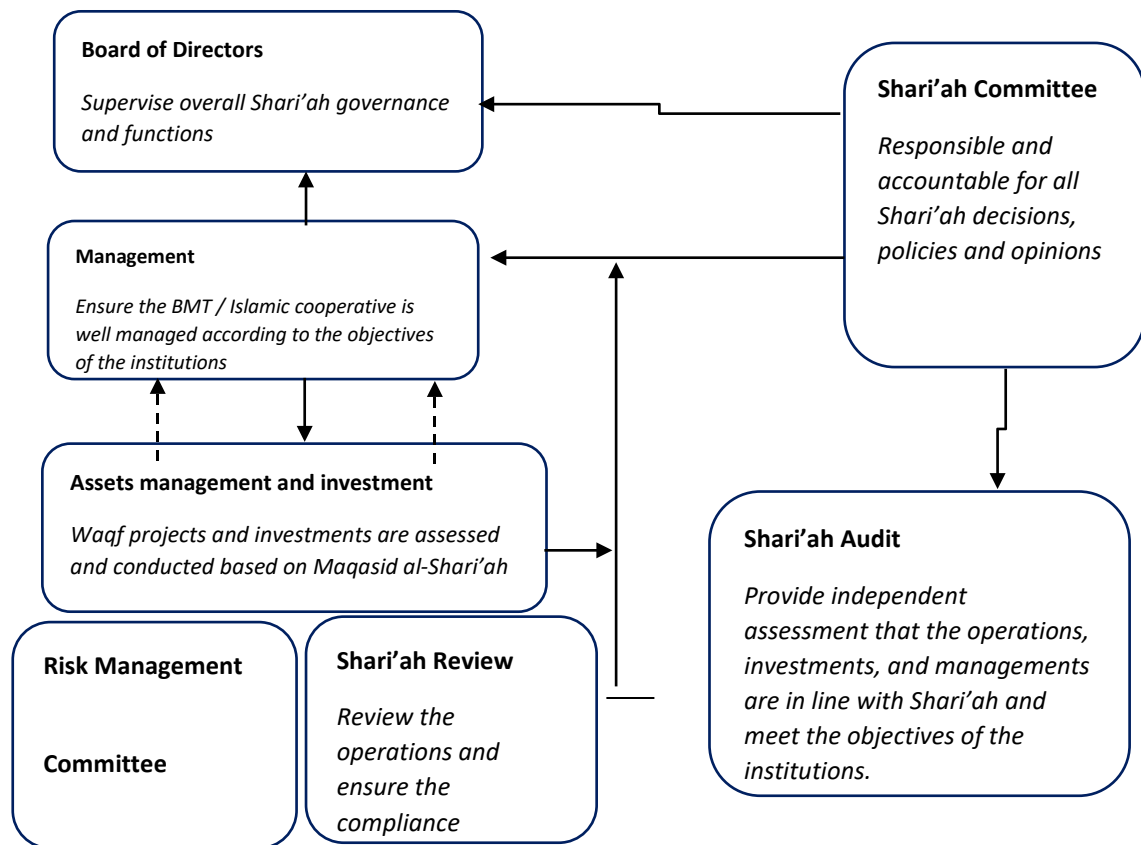 Board of Directors
Supervise overall Shari’ah governance
and functions
Shari’ah Committee
Responsible and
accountable for all
Shari’ah decisions,
policies and opinions
Management
Ensure the BMT / Islamic cooperative is
well managed according to the objectives
of the institutions
Assets management and investment
Waqf projects and investments are assessed
and conducted based on Maqasid al-Shari’ah
Shari’ah Audit
Provide independent
assessment that the operations,
investments, and managements
are in line with Shari’ah and
meet the objectives of the
institutions.
Risk Management
Committee
Shari’ah Review
Review the
operations and
ensure the
compliance